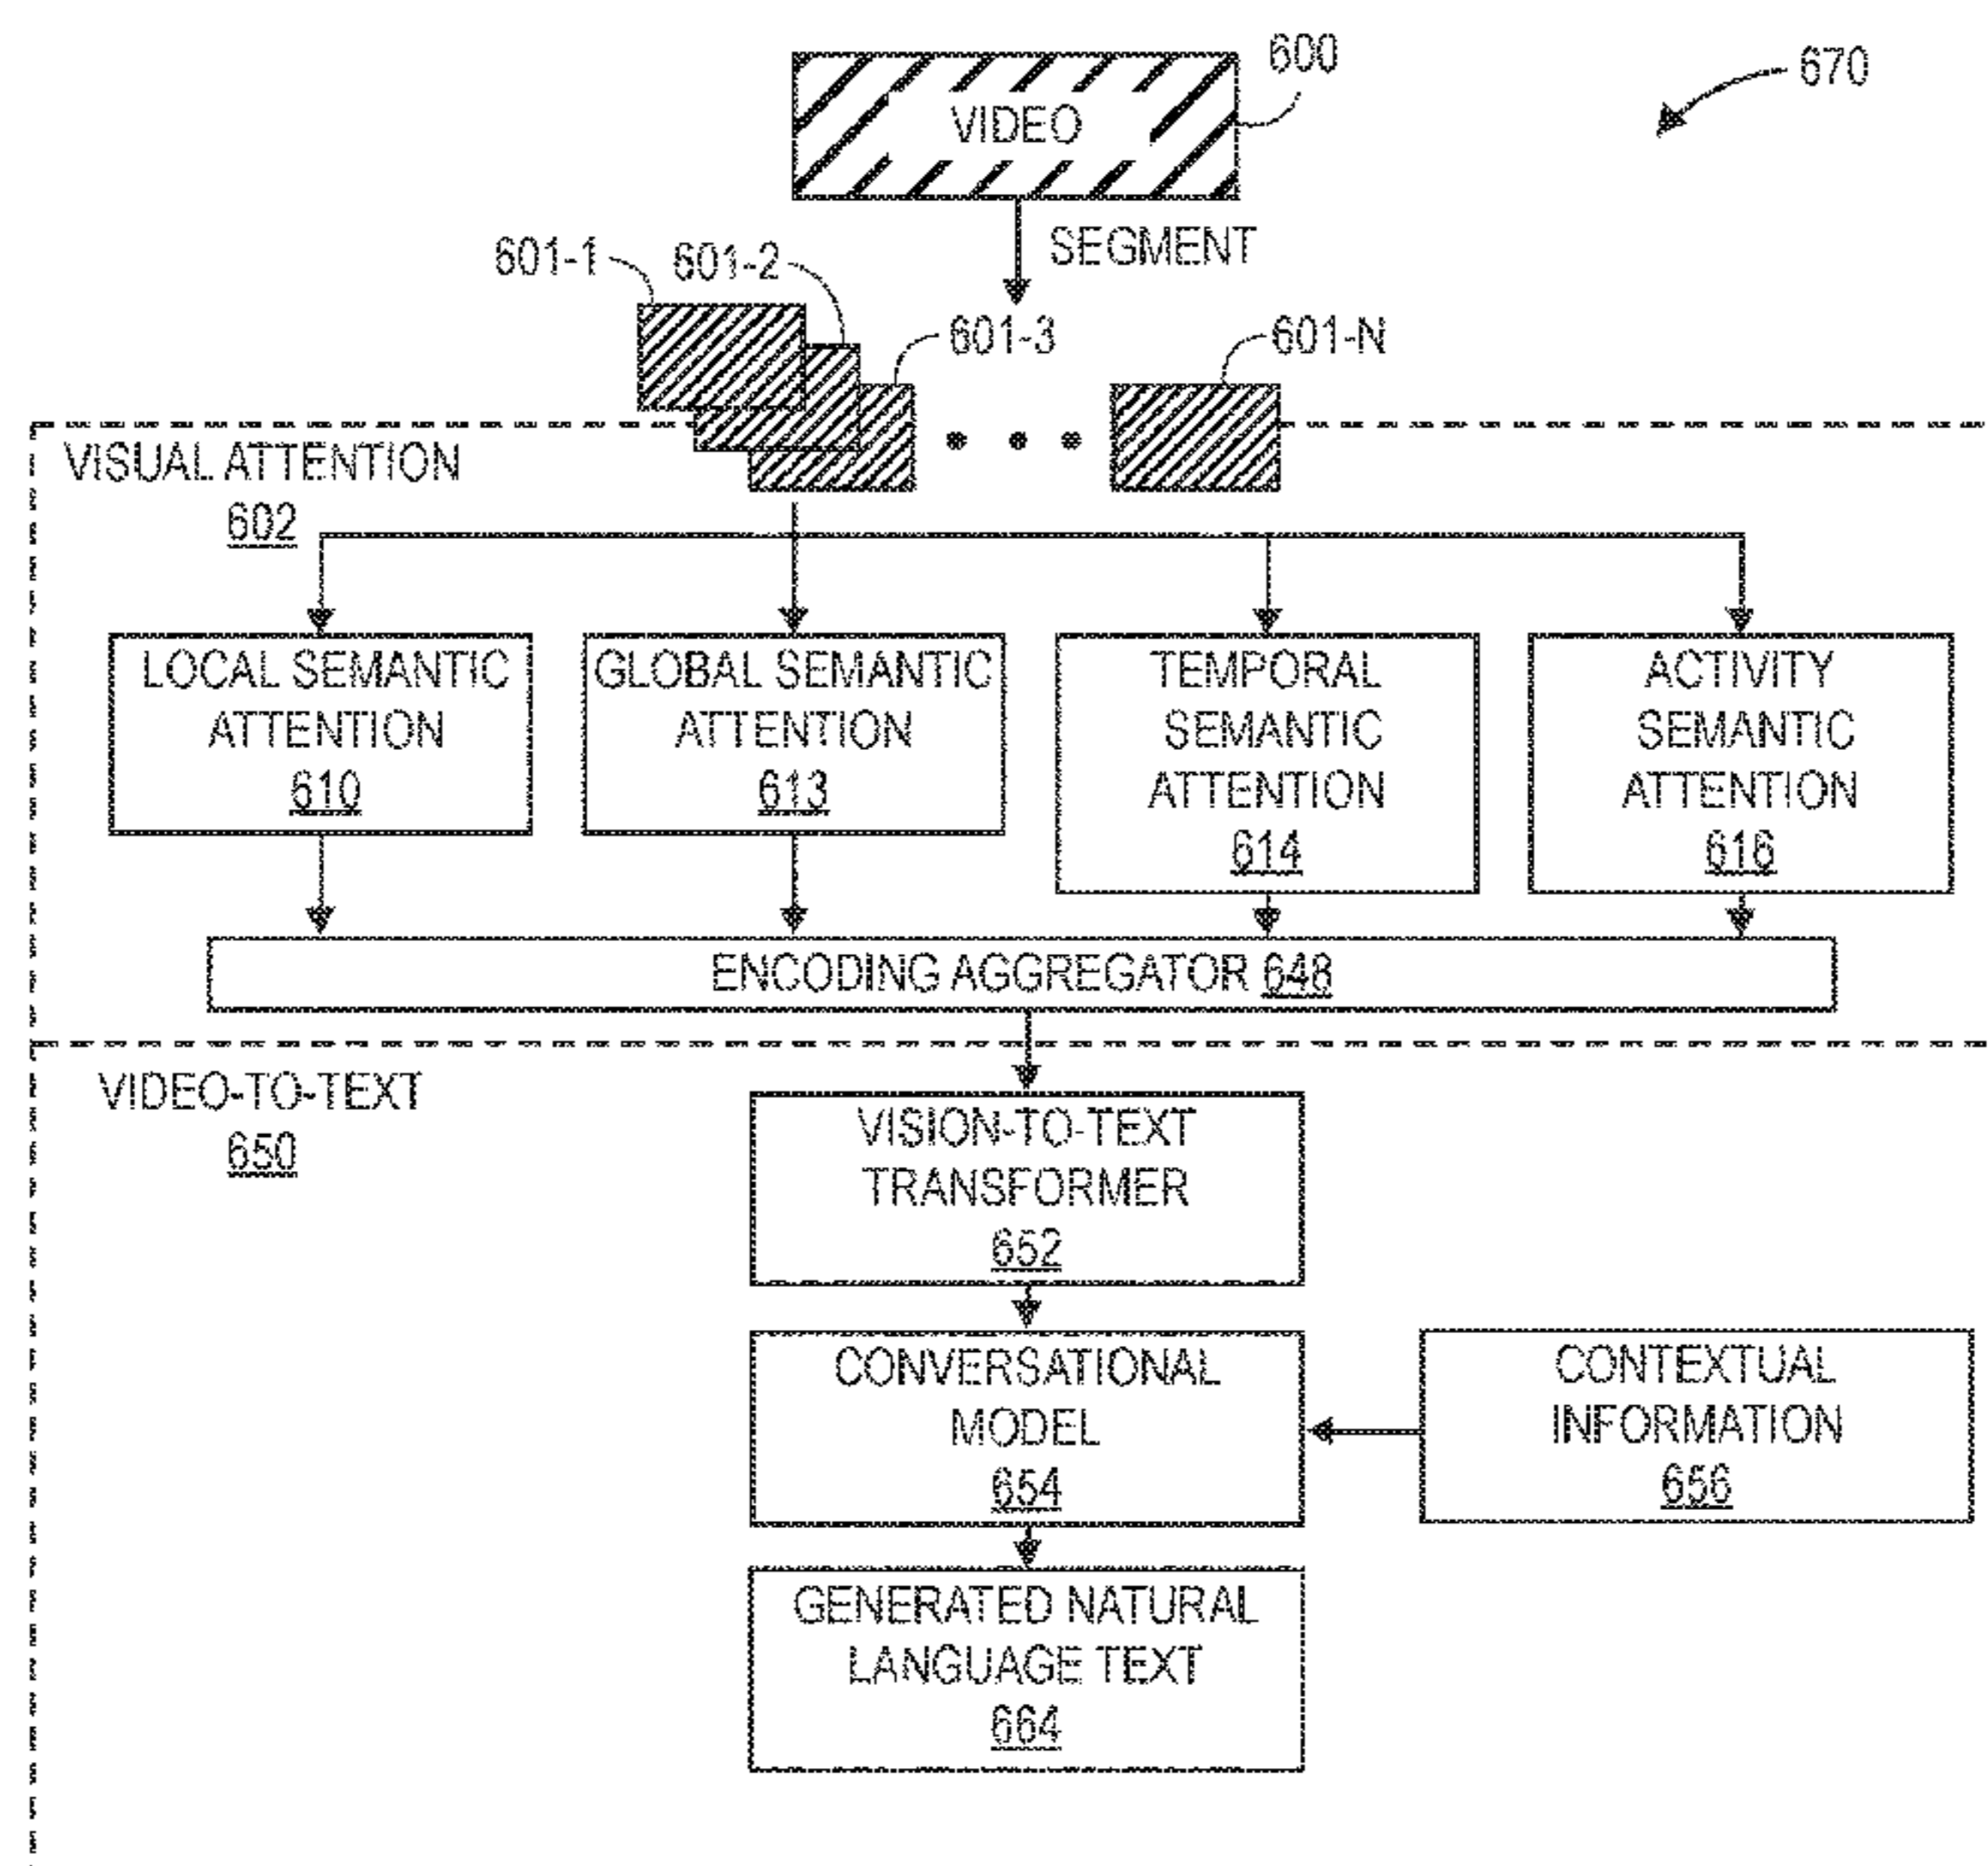 600
670
VIDEO
SEGMENT
601-1
601-2
601-3
601-N
VISUAL ATTENTION
602
LOCAL SEMANTIC
ATTENTION
610
GLOBAL SEMANTIC
ATTENTION
613
TEMPORAL
SEMANTIC
ATTENTION
614
ACTIVITY
SEMANTIC
ATTENTION
616
ENCODING AGGREGATOR 648
VIDEO-TO-TEXT
650
VISION-TO-TEXT
TRANSFORMER
652
CONVERSATIONAL
MODEL
654
CONTEXTUAL
INFORMATION
656
GENERATED NATURAL
LANGUAGE TEXT
664